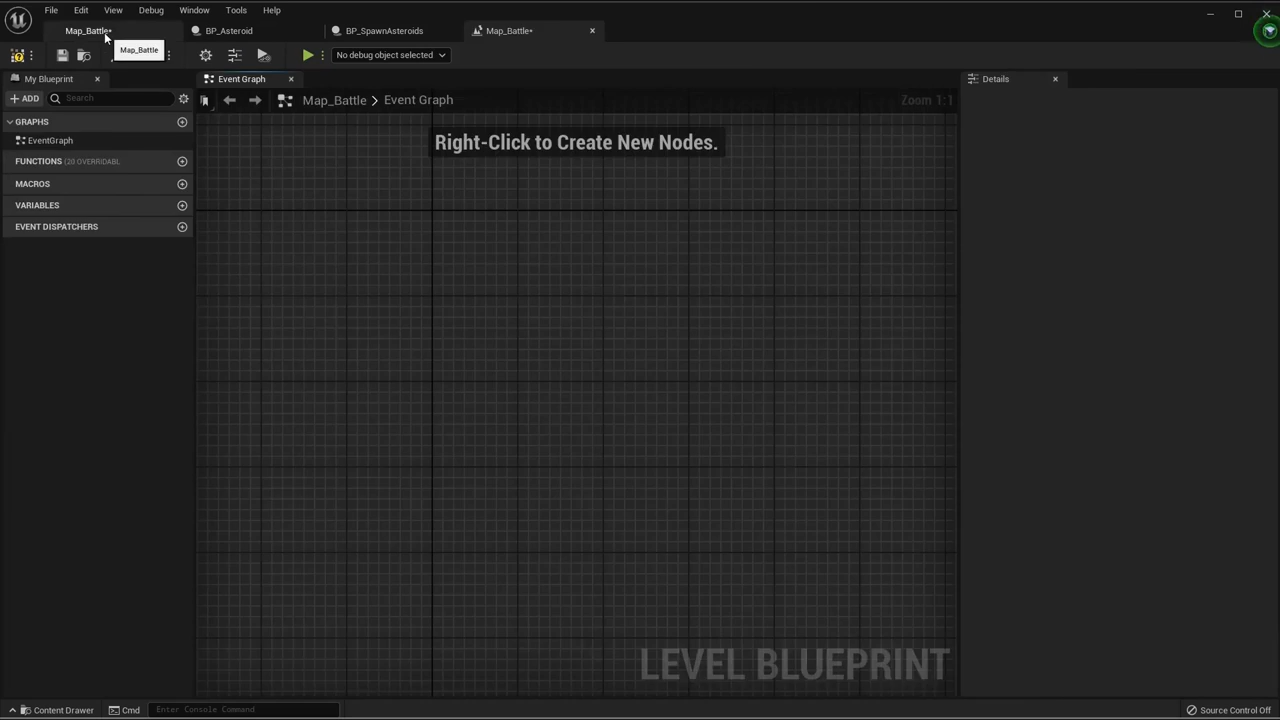 File Edit View Debug Window Tools Help
Map_Battle* BP_Asteroid BP_SpawnAsteroids Map_Battle*
Map_Battle
No debug object selected
My Blueprint
Event Graph
Details
ADD
Search
Map_Battle > Event Graph
Zoom 1:1
GRAPHS
EventGraph
FUNCTIONS (20 OVERRIDABL
MACROS
VARIABLES
EVENT DISPATCHERS
Right-Click to Create New Nodes.
LEVEL BLUEPRINT
Content Drawer
Cmd
Enter Console Command
Source Control Off